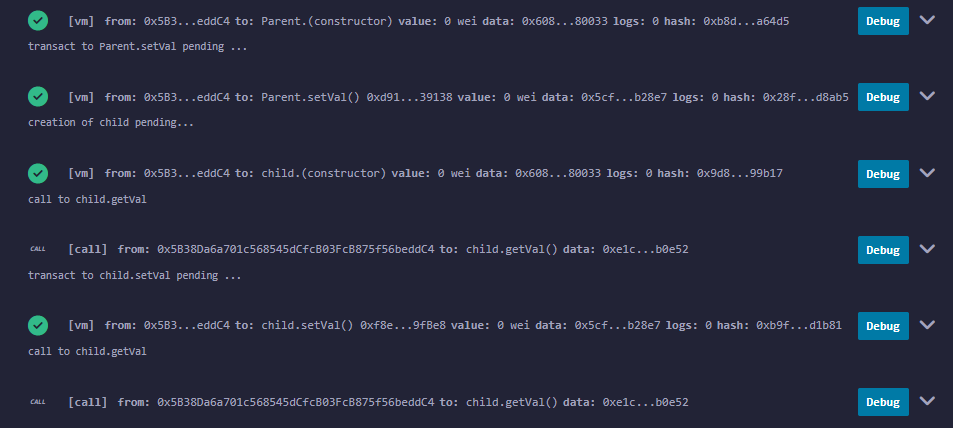 [vm] from: 0x5B3...eddC4 to: Parent.(constructor) value: 0 wei data: 0x608...80033 logs: 0 hash: 0xb8d...a64d5 Debug
transact to Parent.setVal pending ...
[vm] from: 0x5B3...eddC4 to: Parent.setVal() 0xd91...39138 value: 0 wei data: 0x5cf...b28e7 logs: 0 hash: 0x28f...d8ab5 Debug
creation of child pending...
[vm] from: 0x5B3...eddC4 to: child.(constructor) value: 0 wei data: 0x608...80033 logs: 0 hash: 0x9d8...99b17 Debug
call to child.getVal
CALL [call] from: 0x5B38Da6a701c568545dCfcB03FcB875f56beddC4 to: child.getVal() data: 0xe1c...b0e52 Debug
transact to child.setVal pending ...
[vm] from: 0x5B3...eddC4 to: child.setVal() 0xf8e...9fBe8 value: 0 wei data: 0x5cf...b28e7 logs: 0 hash: 0xb9f...d1b81 Debug
call to child.getVal
CALL [call] from: 0x5B38Da6a701c568545dCfcB03FcB875f56beddC4 to: child.getVal() data: 0xe1c...b0e52 Debug